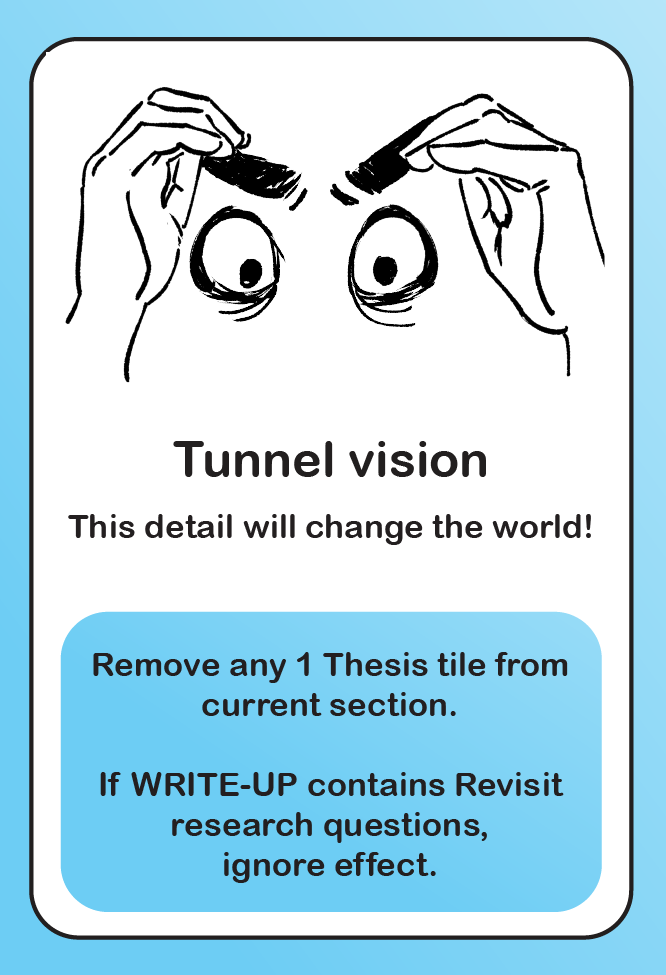 Tunnel vision
This detail will change the world!
Remove any 1 Thesis tile from
current section.
If WRITE-UP contains Revisit
research questions,
ignore effect.